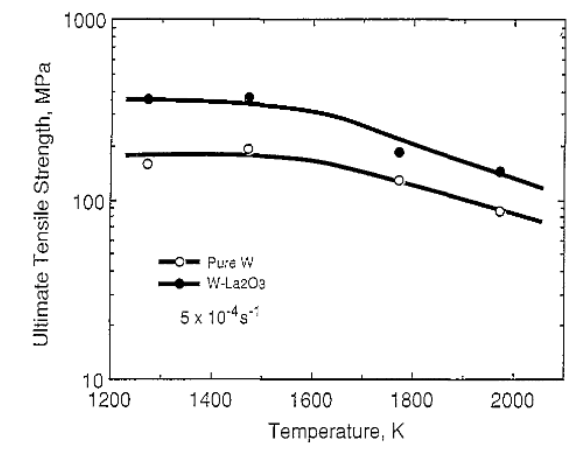 1000
100
10
Ultimate Tensile Strength, MPa
Pure W
W-La2O3
5 x 10-4s-1
1200 1400 1600 1800 2000
Temperature, K